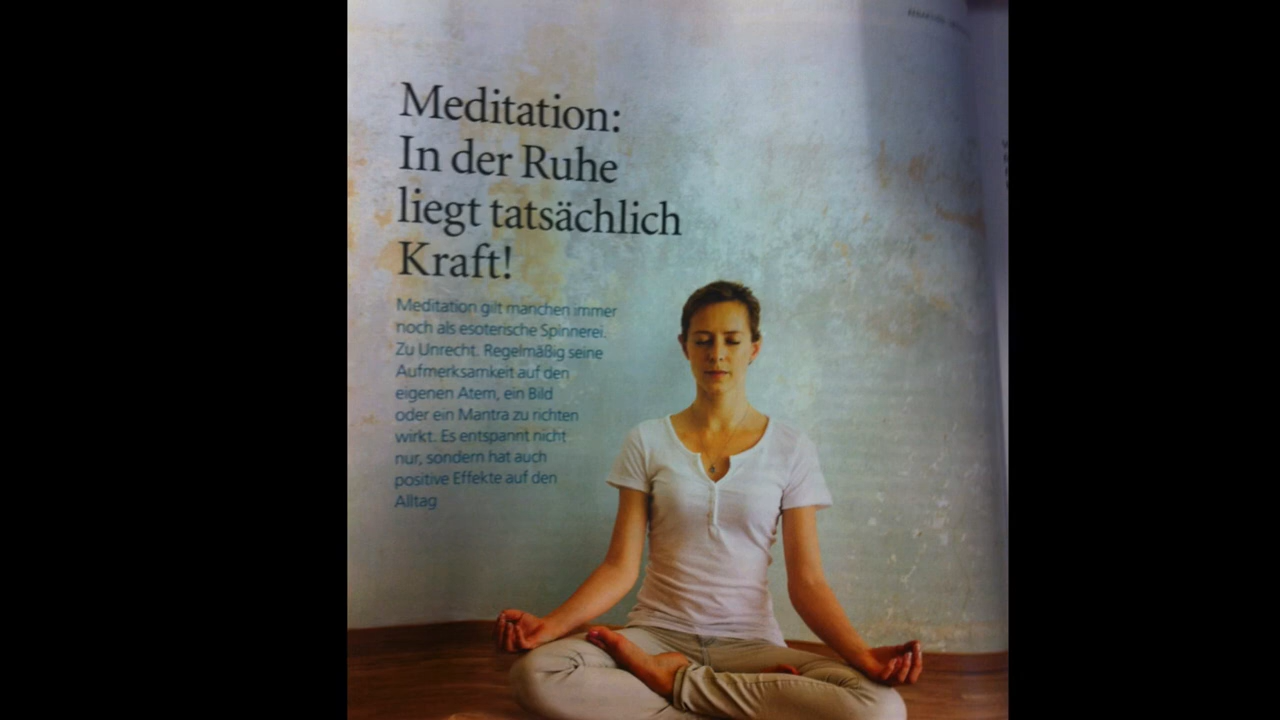 Meditation:
In der Ruhe
liegt tatsächlich
Kraft!
Meditation gilt manchen immer
noch als esoterische Spinnerei.
Zu Unrecht. Regelmäßig seine
Aufmerksamkeit auf den
eigenen Atem, ein Bild
oder ein Mantra zu richten
wirkt. Es entspannt nicht
nur, sondern hat auch
positive Effekte auf den
Alltag